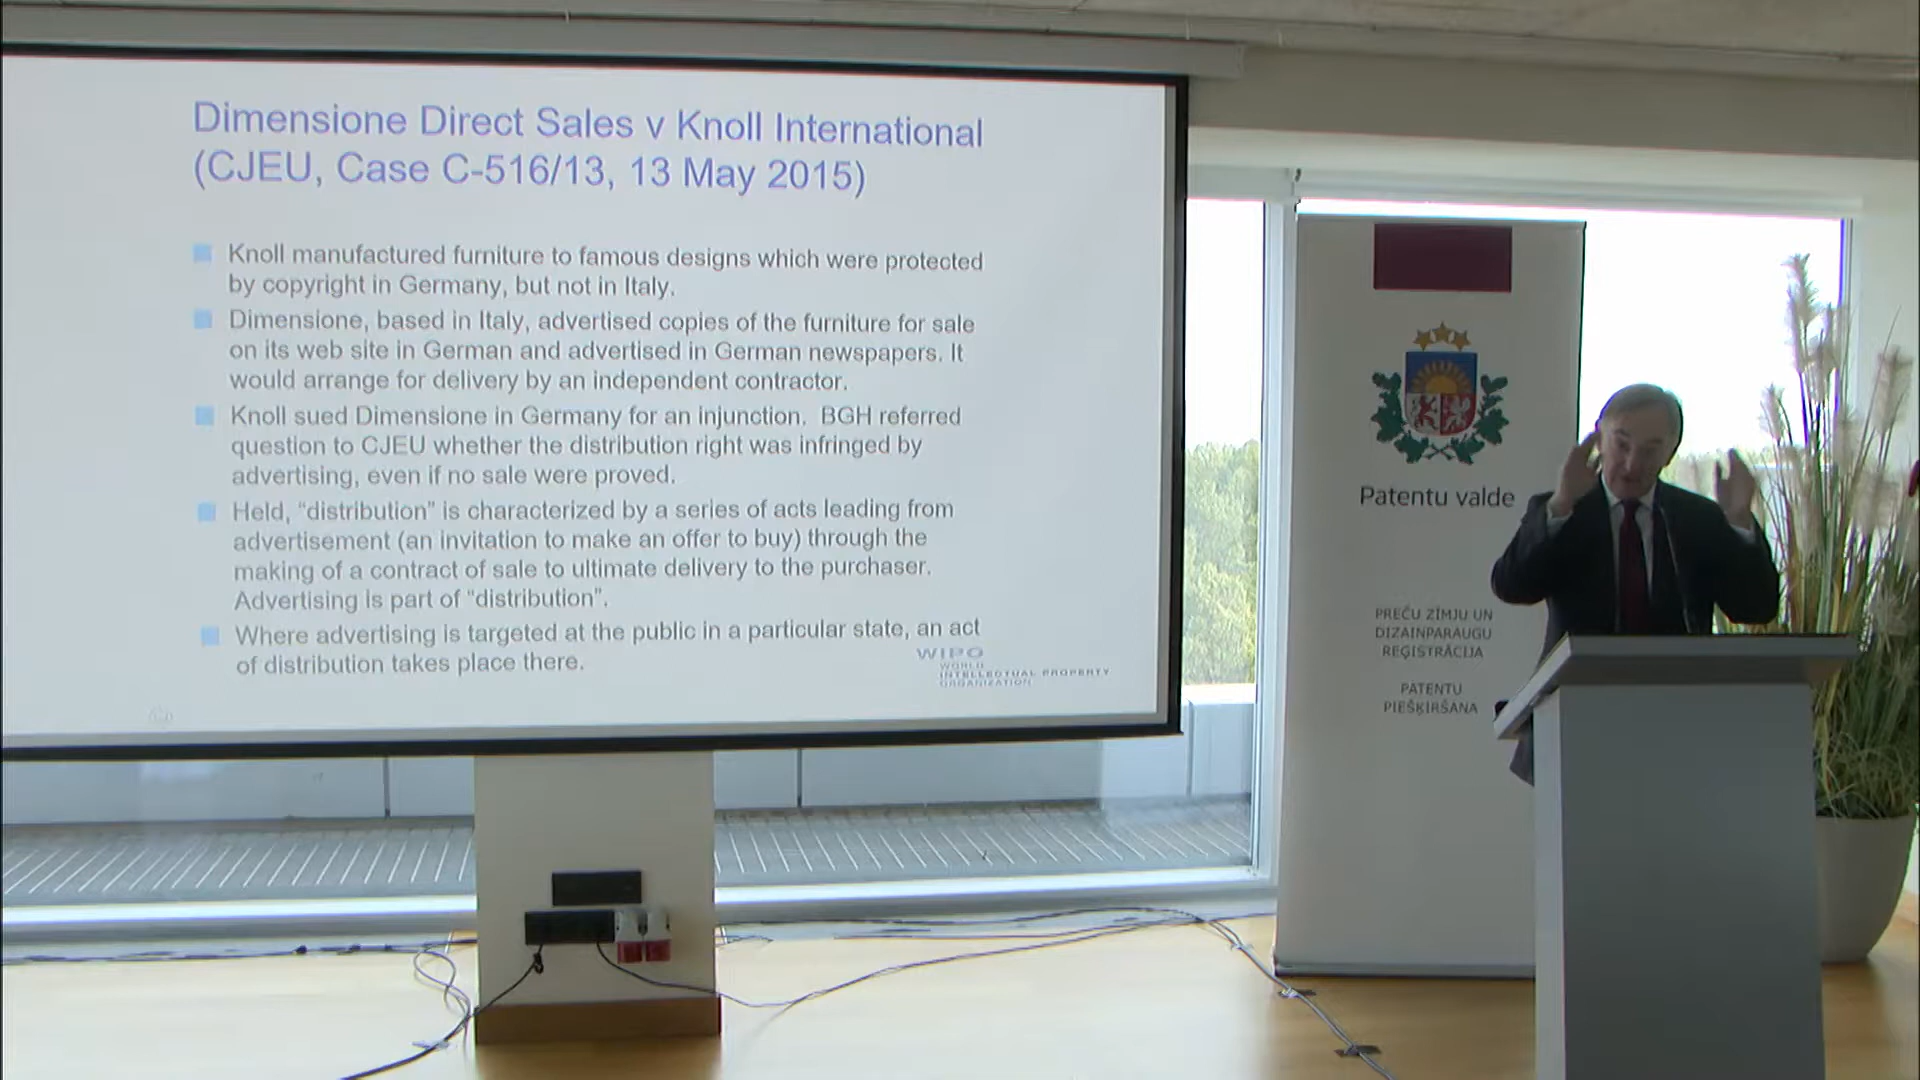 Dimensione Direct Sales v Knoll International
(CJEU, Case C-516/13, 13 May 2015)
Knoll manufactured furniture to famous designs which were protected
by copyright in Germany, but not in Italy.
Dimensione, based in Italy, advertised copies of the furniture for sale
on its web site in German and advertised in German newspapers. It
would arrange for delivery by an independent contractor.
Knoll sued Dimensione in Germany for an injunction. BGH referred
question to CJEU whether the distribution right was infringed by
advertising, even if no sale were proved.
Held, “distribution” is characterized by a series of acts leading from
advertisement (an invitation to make an offer to buy) through the
making of a contract of sale to ultimate delivery to the purchaser.
Advertising is part of “distribution”.
Where advertising is targeted at the public in a particular state, an act
of distribution takes place there.
WIPO
WORLD
INTELLECTUAL PROPERTY
ORGANIZATION
Patentu valde
PREČU ZĪMJU UN
DIZAINPARAUGU
REĢISTRĀCIJA
PATENTU
PIEŠĶIRŠANA